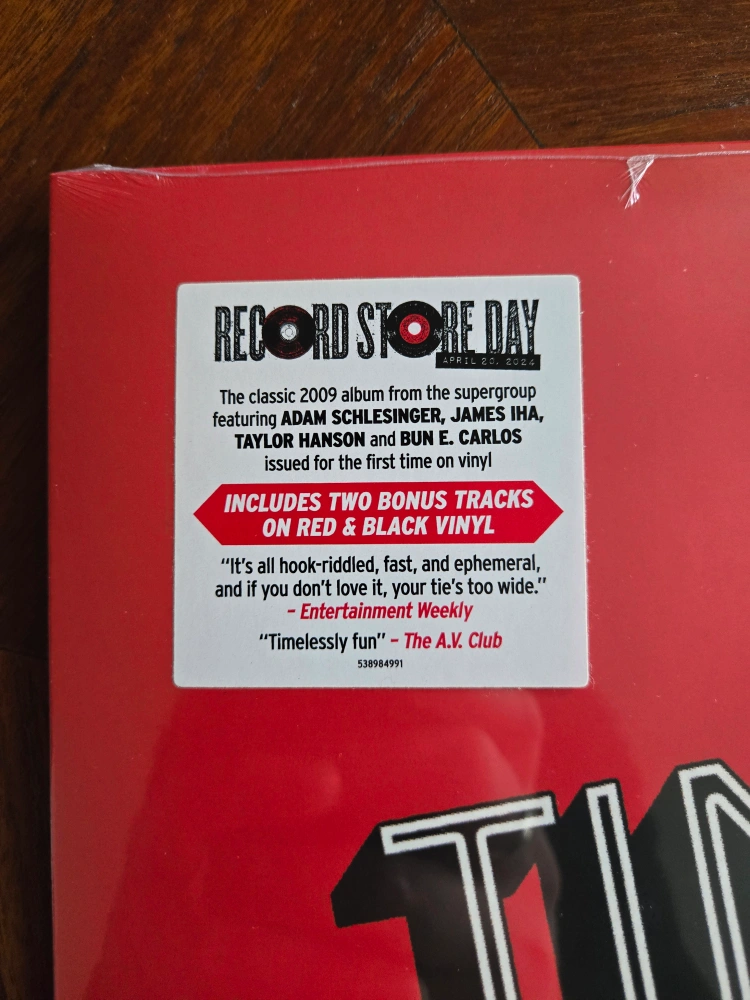 RECORD STORE DAY
APRIL 20, 2024
The classic 2009 album from the supergroup
featuring ADAM SCHLESINGER, JAMES IHA,
TAYLOR HANSON and BUN E. CARLOS
issued for the first time on vinyl
INCLUDES TWO BONUS TRACKS
ON RED & BLACK VINYL
“It's all hook-riddled, fast, and ephemeral,
and if you don't love it, your tie's too wide.”
– Entertainment Weekly
“Timelessly fun” – The A.V. Club
538984991
TIN